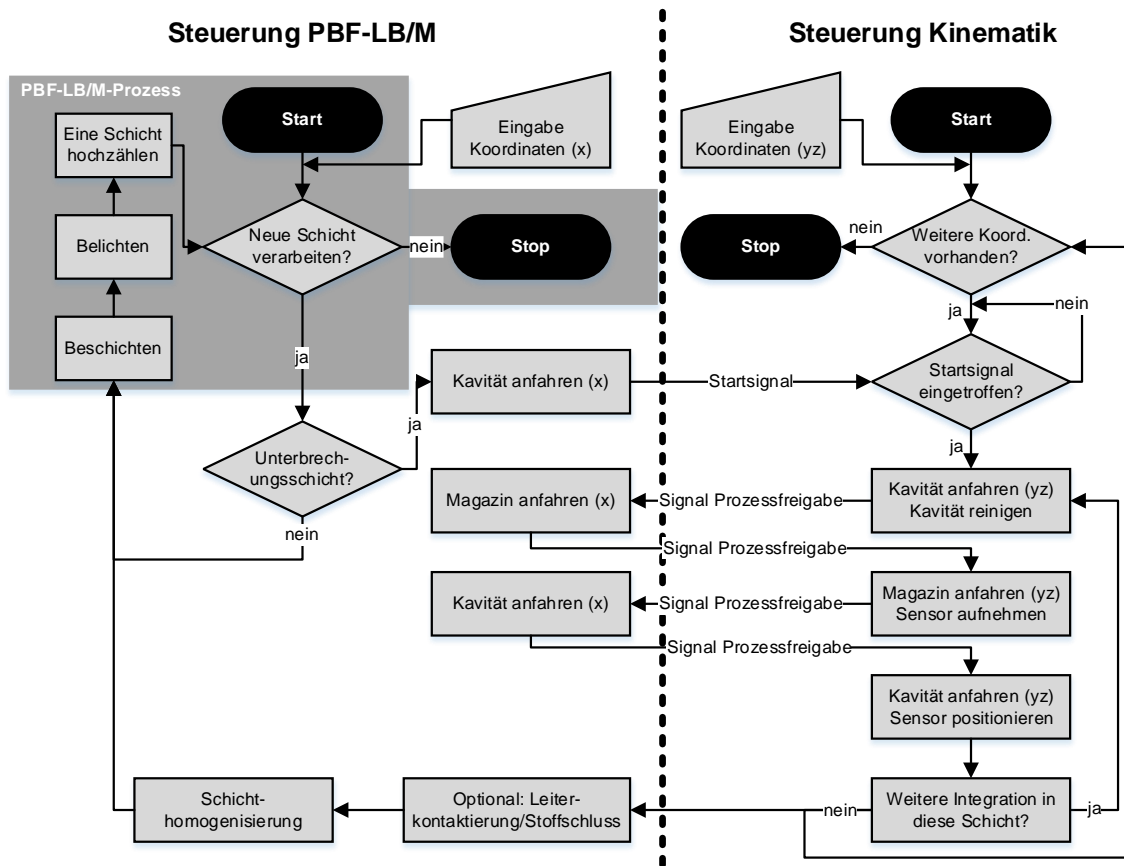 Steuerung PBF-LB/M
Steuerung Kinematik
PBF-LB/M-Prozess
Start
Eingabe
Koordinaten (x)
Eingabe
Koordinaten (yz)
Start
Eine Schicht
hochzählen
Belichten
Beschichten
Neue Schicht
verarbeiten?
nein
Stop
Stop
nein
Weitere Koord.
vorhanden?
ja
nein
ja
Kavität anfahren (x)
Startsignal
Startsignal
eingetroffen?
ja
ja
Unterbrech-
ungsschicht?
nein
Magazin anfahren (x)
Signal Prozessfreigabe
Kavität anfahren (yz)
Kavität reinigen
Signal Prozessfreigabe
Kavität anfahren (x)
Signal Prozessfreigabe
Magazin anfahren (yz)
Sensor aufnehmen
Signal Prozessfreigabe
Kavität anfahren (yz)
Sensor positionieren
Schicht-
homogenisierung
Optional: Leiter-
kontaktierung/Stoffschluss
nein
Weitere Integration in
diese Schicht?
ja